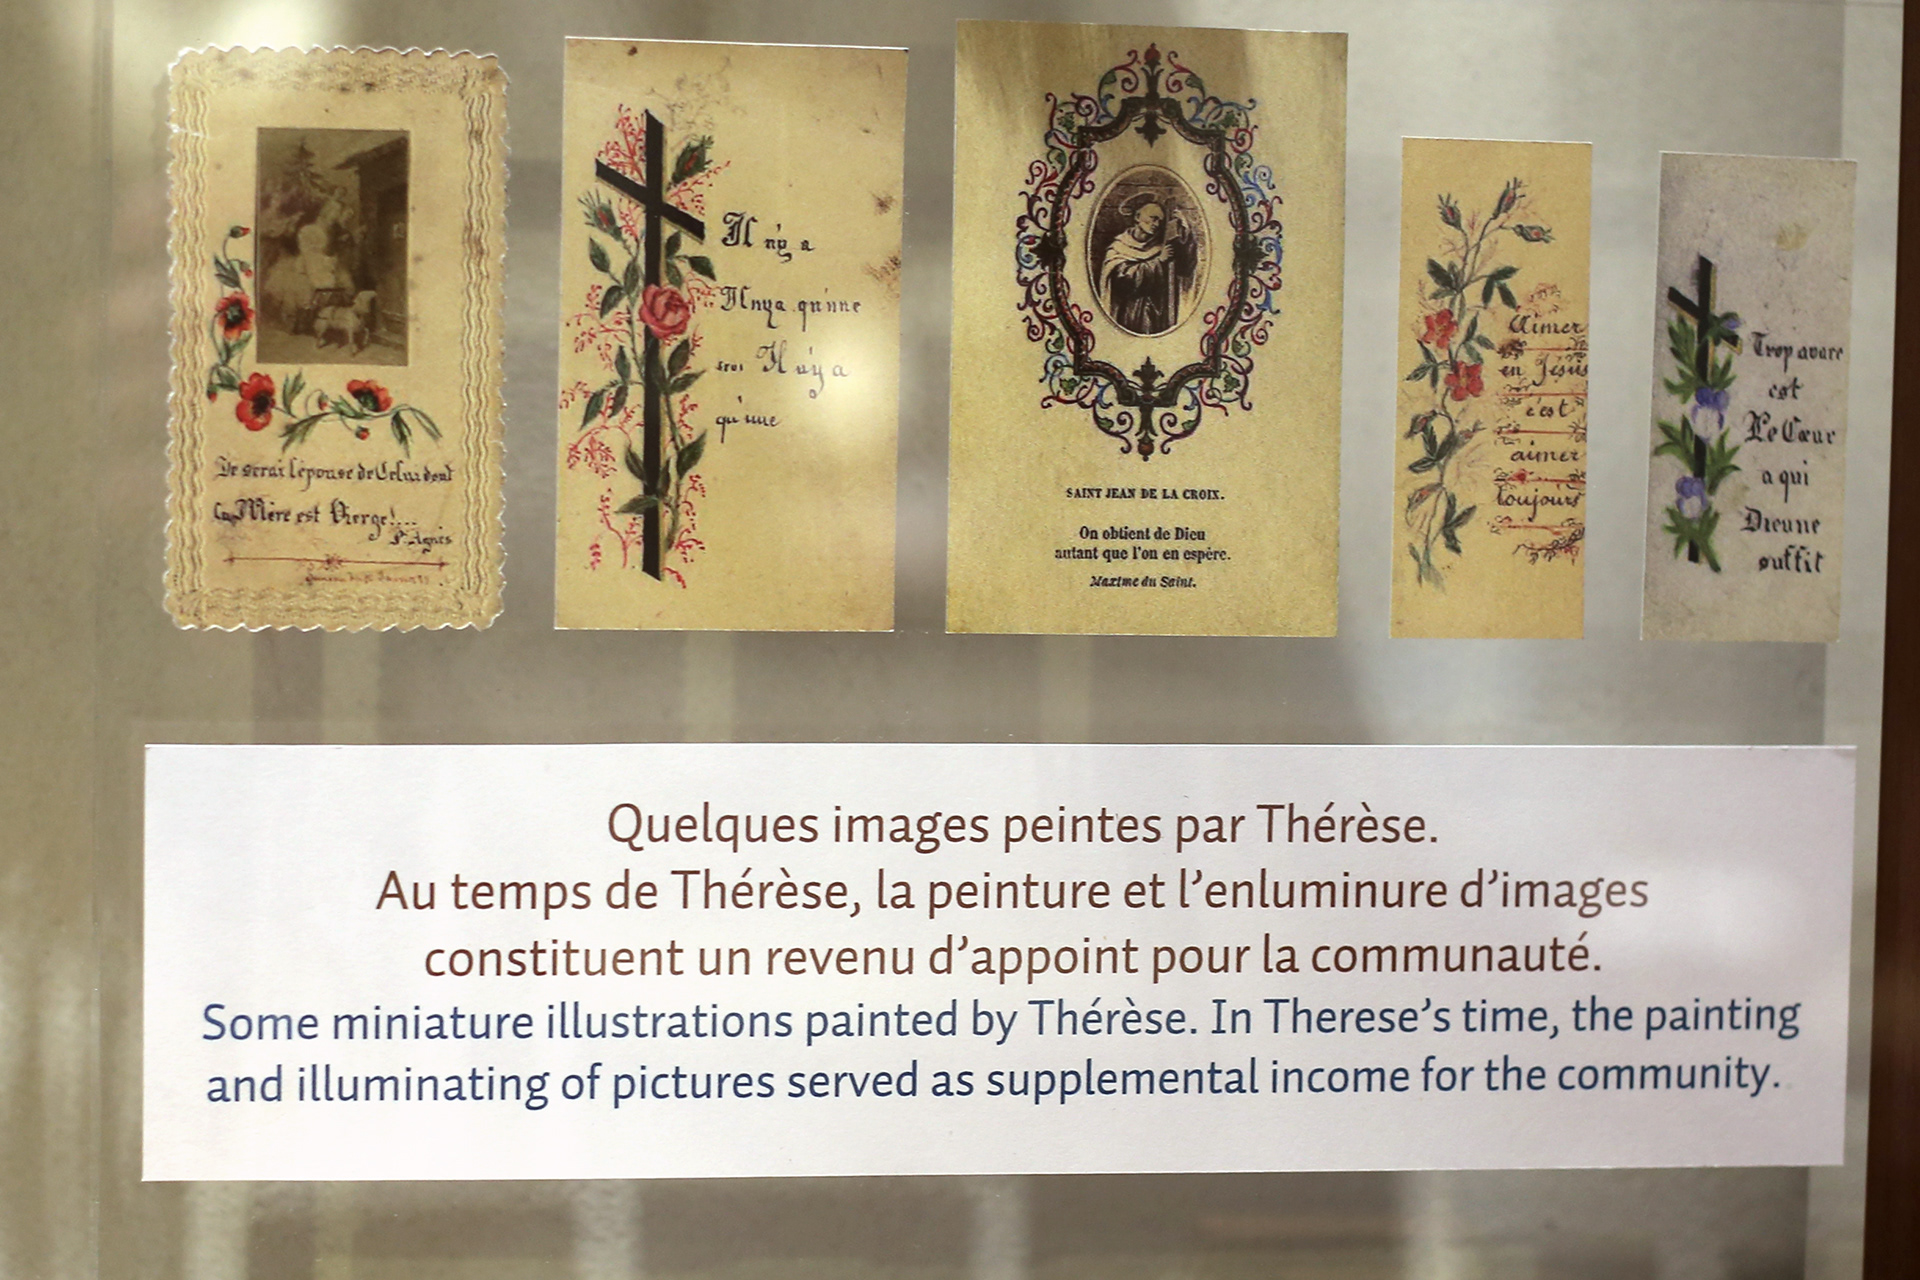 Je serai l'épouse de Celui dont
la Mère est Vierge!...
Ste Agnès
Il n'y a
Il n'y a qu'une
Il n'y a
qu'une
SAINT JEAN DE LA CROIX.
On obtient de Dieu
autant que l'on en espère.
Maxime du Saint.
Aimer
en Jésus
c'est
aimer
toujours
Trop avare
est
Le Cœur
a qui
Dieu ne
suffit
Quelques images peintes par Thérèse.
Au temps de Thérèse, la peinture et l’enluminure d’images
constituent un revenu d’appoint pour la communauté.
Some miniature illustrations painted by Thérèse. In Therese’s time, the painting
and illuminating of pictures served as supplemental income for the community.